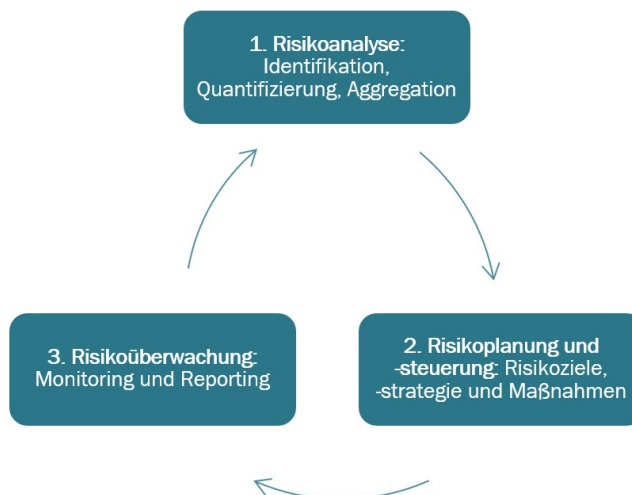 1. Risikoanalyse:
Identifikation,
Quantifizierung, Aggregation
2. Risikoplanung und
-steuerung: Risikoziele,
-strategie und Maßnahmen
3. Risikoüberwachung:
Monitoring und Reporting